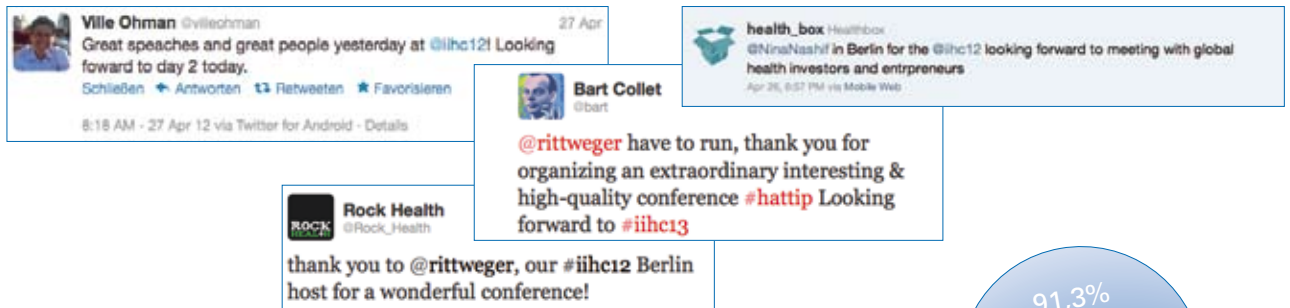 Ville Ohman @villeohman 27 Apr
Great speaches and great people yesterday at @iihc12! Looking
foward to day 2 today.
Schließen Antworten Retweeten Favorisieren
8:18 AM - 27 Apr 12 via Twitter for Android - Details
health_box Healthbox
@NinaNashif in Berlin for the @iihc12 looking forward to meeting with global
health investors and entrpreneurs
Apr 26, 6:57 PM via Mobile Web
Bart Collet
@bart
@rittweger have to run, thank you for
organizing an extraordinary interesting &
high-quality conference #hattip Looking
forward to #iihc13
ROCK
HEALTH
Rock Health
@Rock_Health
thank you to @rittweger, our #iihc12 Berlin
host for a wonderful conference!
91,3%